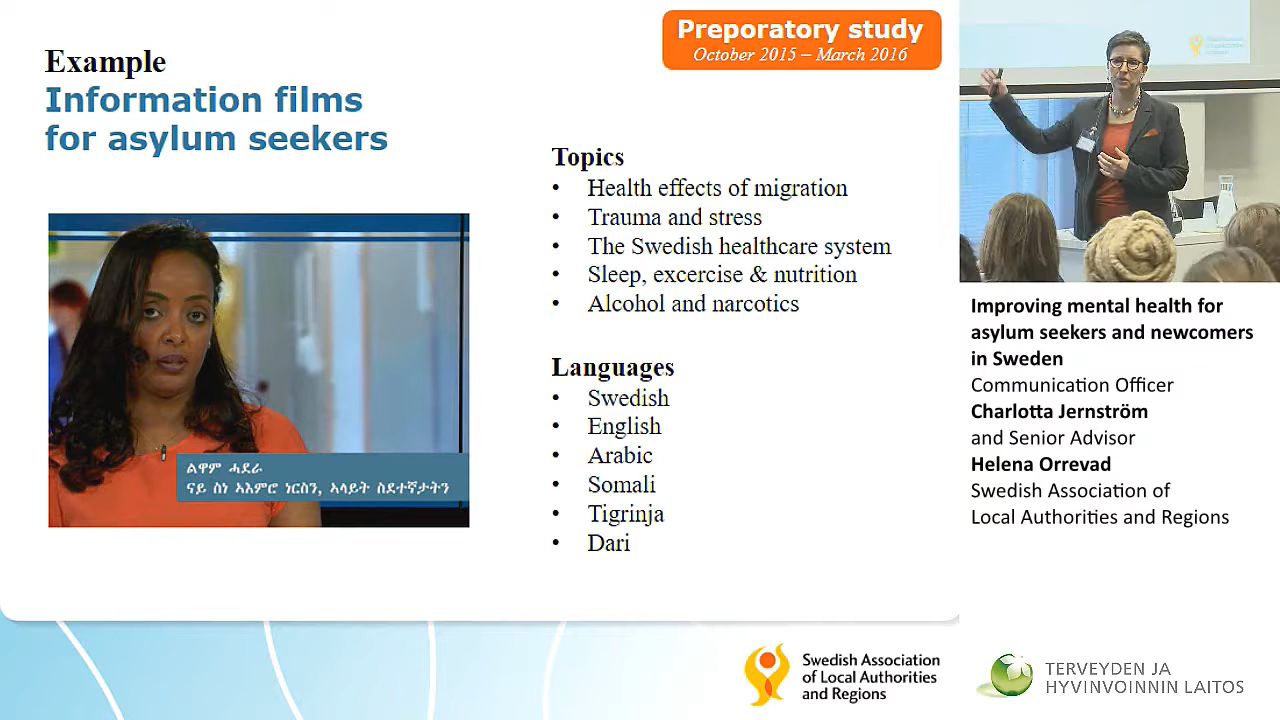 Preporatory study
October 2015 – March 2016
Example
Information films
for asylum seekers
Topics
• Health effects of migration
• Trauma and stress
• The Swedish healthcare system
• Sleep, excercise & nutrition
• Alcohol and narcotics
Languages
• Swedish
• English
• Arabic
• Somali
• Tigrinja
• Dari
ልዋም ሓደራ
ናይ ስነ ኣእምሮ ነርስን, ኣላይት ስደተኛታትን
Improving mental health for
asylum seekers and newcomers
in Sweden
Communication Officer
Charlotta Jernström
and Senior Advisor
Helena Orrevad
Swedish Association of
Local Authorities and Regions
Swedish Association
of Local Authorities
and Regions
TERVEYDEN JA
HYVINVOINNIN LAITOS